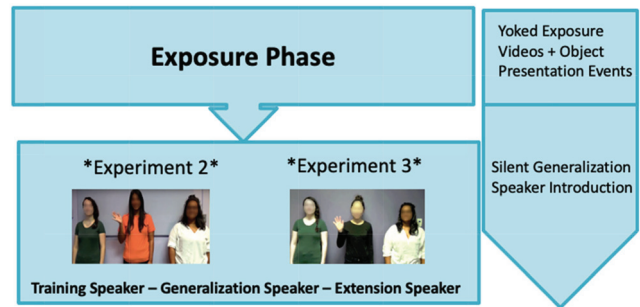 Exposure Phase
Yoked Exposure
Videos + Object
Presentation Events
*Experiment 2*
*Experiment 3*
Silent Generalization
Speaker Introduction
Training Speaker – Generalization Speaker – Extension Speaker